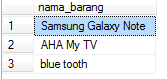 nama_barang
1 Samsung Galaxy Note
2 AHA My TV
3 blue tooth